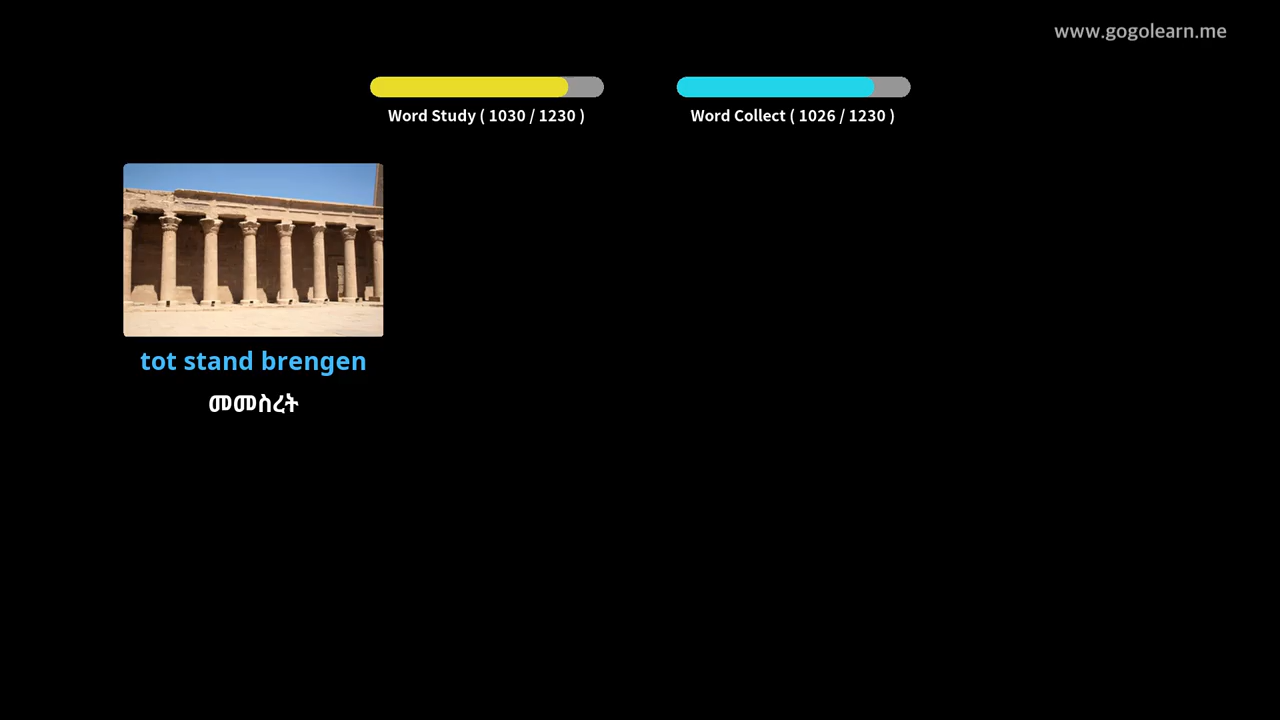 www.gogolearn.me
Word Study ( 1030 / 1230 )
Word Collect ( 1026 / 1230 )
tot stand brengen
መመስረት